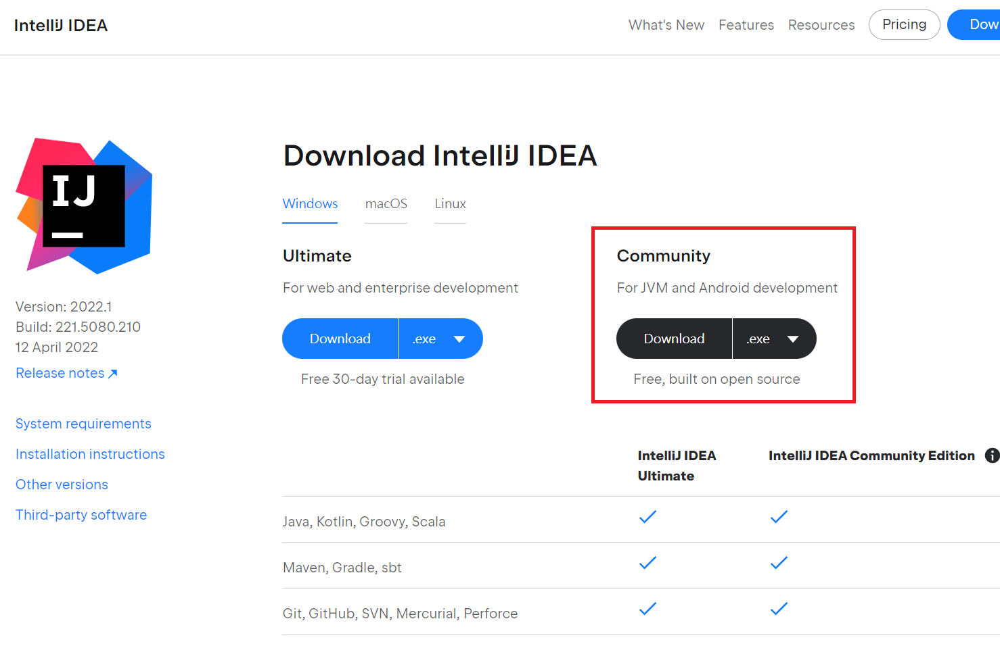 IntelliJ IDEA
What's New Features Resources Pricing Dow
IJ
Download IntelliJ IDEA
Windows macOS Linux
Ultimate
For web and enterprise development
Download .exe
Free 30-day trial available
Community
For JVM and Android development
Download .exe
Free, built on open source
Version: 2022.1
Build: 221.5080.210
12 April 2022
Release notes
System requirements
Installation instructions
Other versions
Third-party software
IntelliJ IDEA
Ultimate
IntelliJ IDEA Community Edition
Java, Kotlin, Groovy, Scala
Maven, Gradle, sbt
Git, GitHub, SVN, Mercurial, Perforce